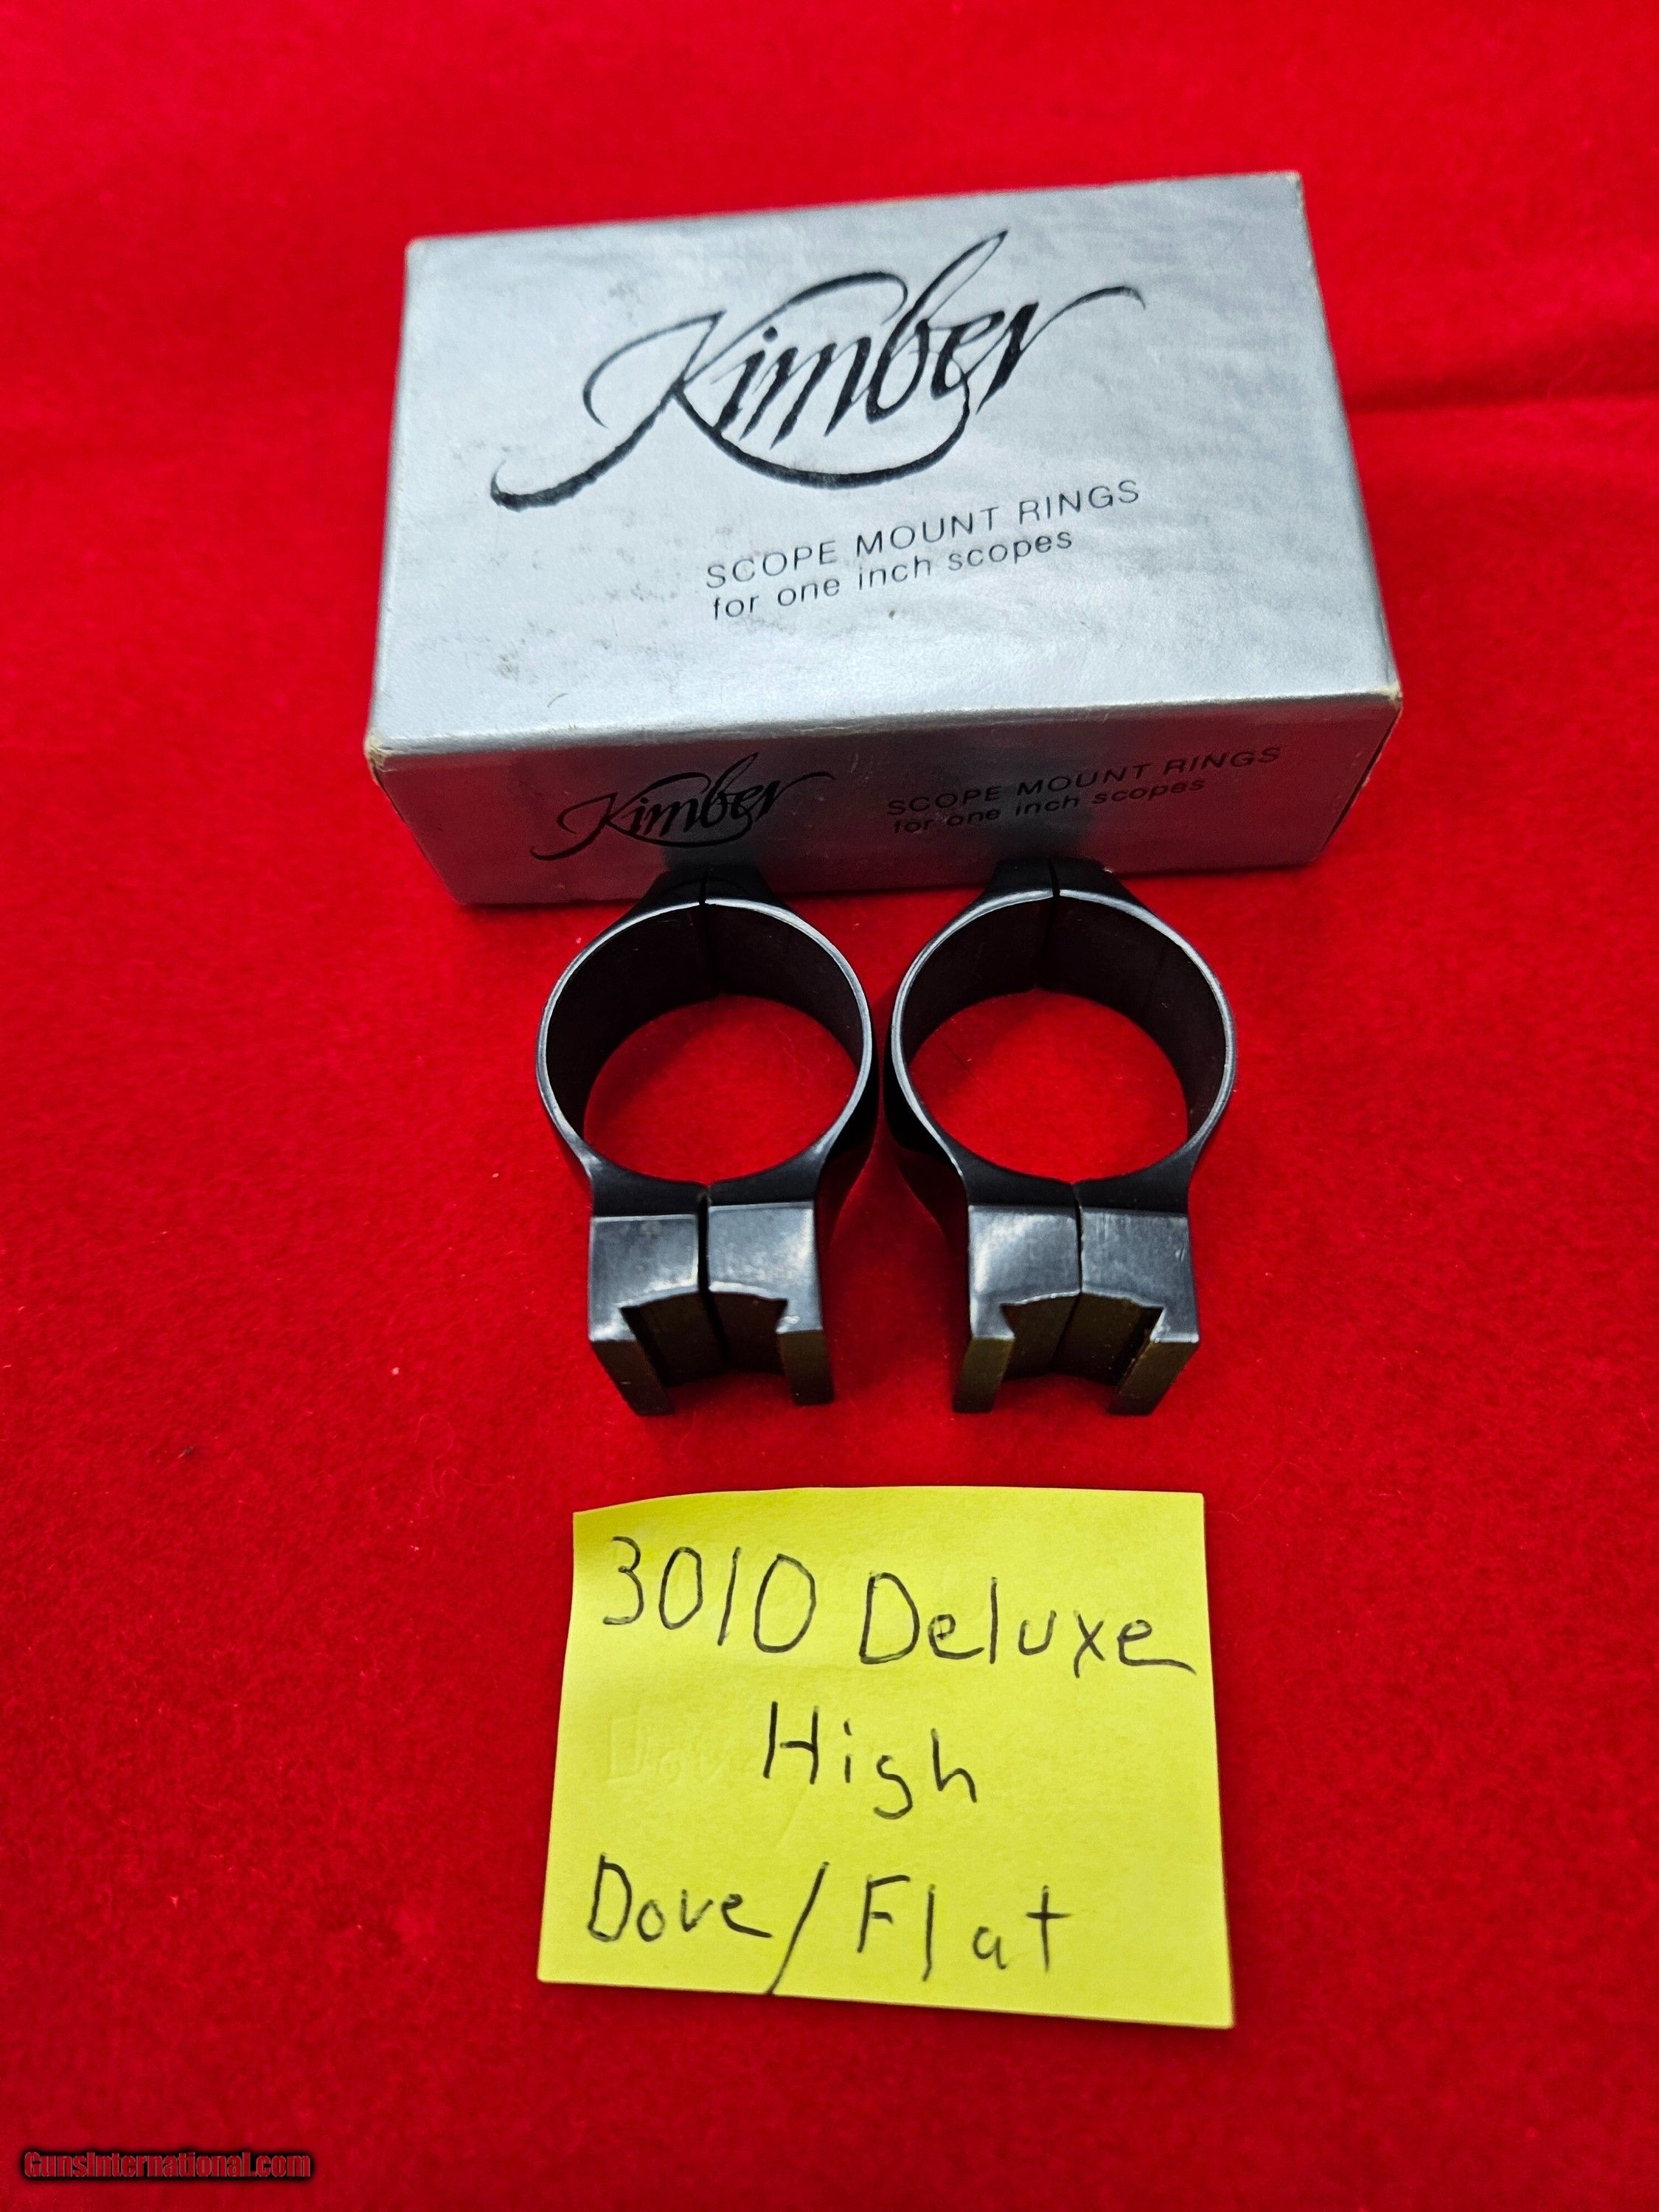 Kimber
SCOPE MOUNT RINGS
for one inch scopes
Kimber
SCOPE MOUNT RINGS
for one inch scopes
3010 Deluxe
High
Dove/Flat
GunsInternational.com